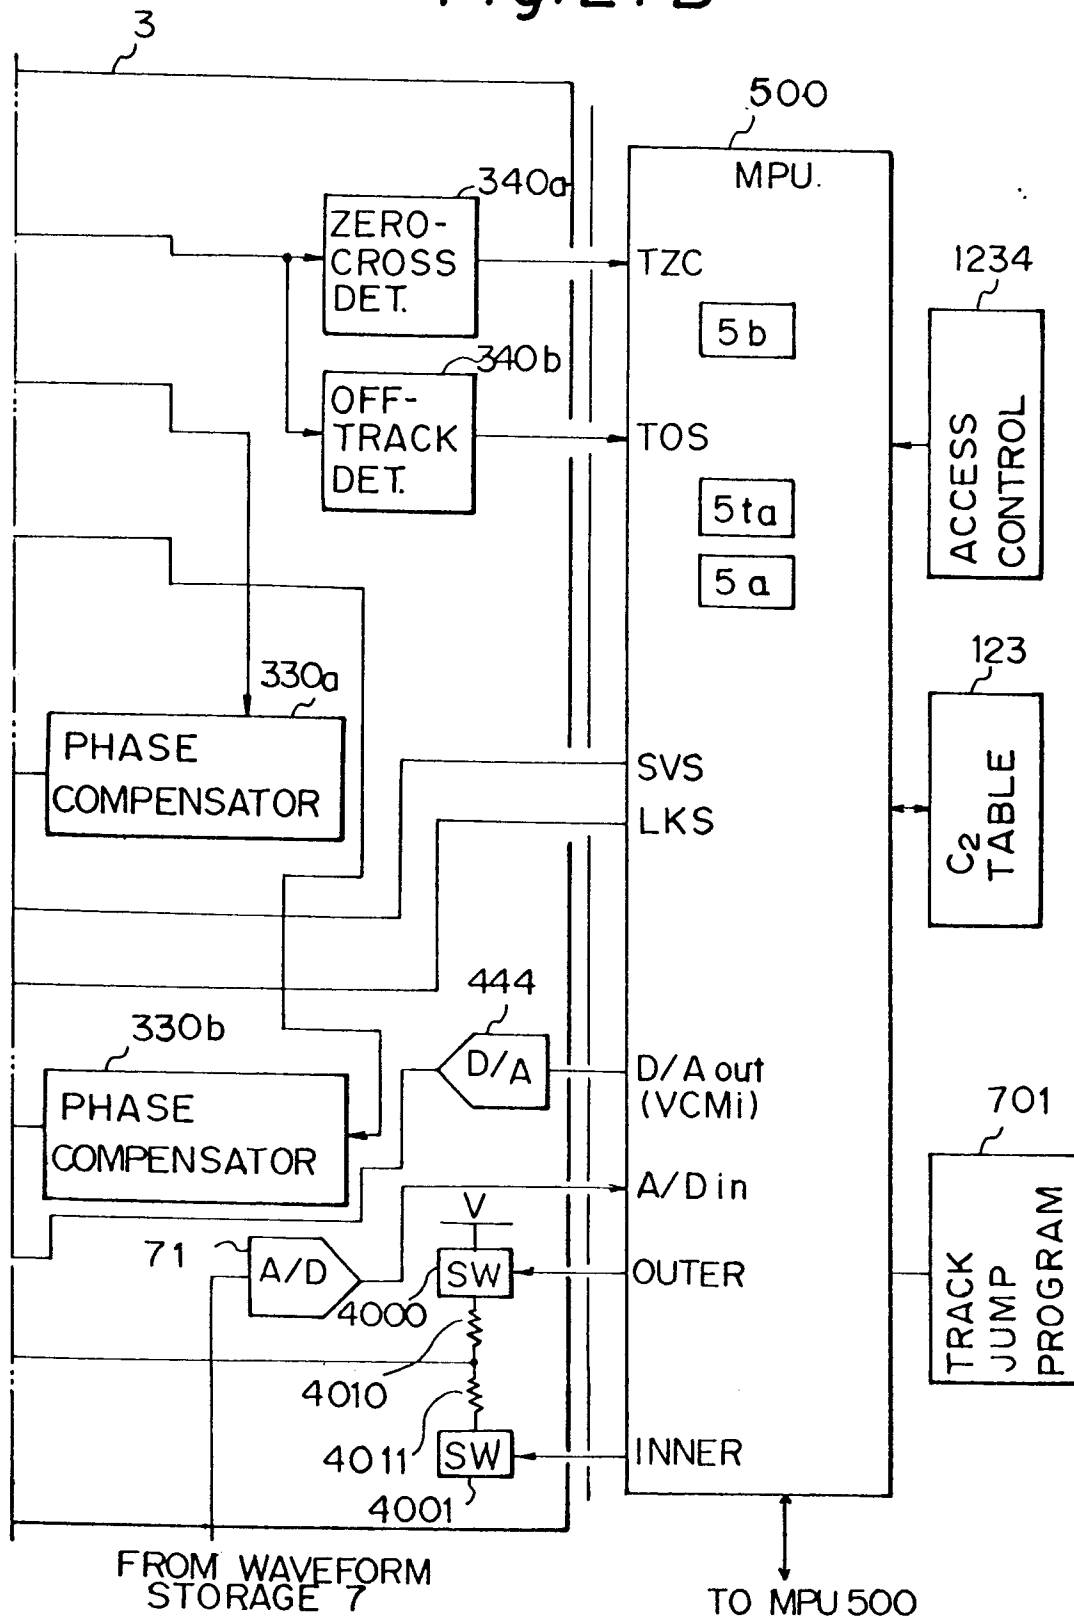 3
500
MPU.
340a
ZERO-
CROSS
DET.
TZC
1234
5b
340b
OFF-
TRACK
DET.
TOS
ACCESS
CONTROL
5ta
5a
330a
123
PHASE
COMPENSATOR
SVS
LKS
C2
TABLE
444
330b
D/A
D/A out
(VCMi)
PHASE
COMPENSATOR
701
A/D in
V
71
A/D
SW
OUTER
4000
TRACK
JUMP
PROGRAM
4010
4011
SW
INNER
4001
FROM WAVEFORM
STORAGE 7
TO MPU 500